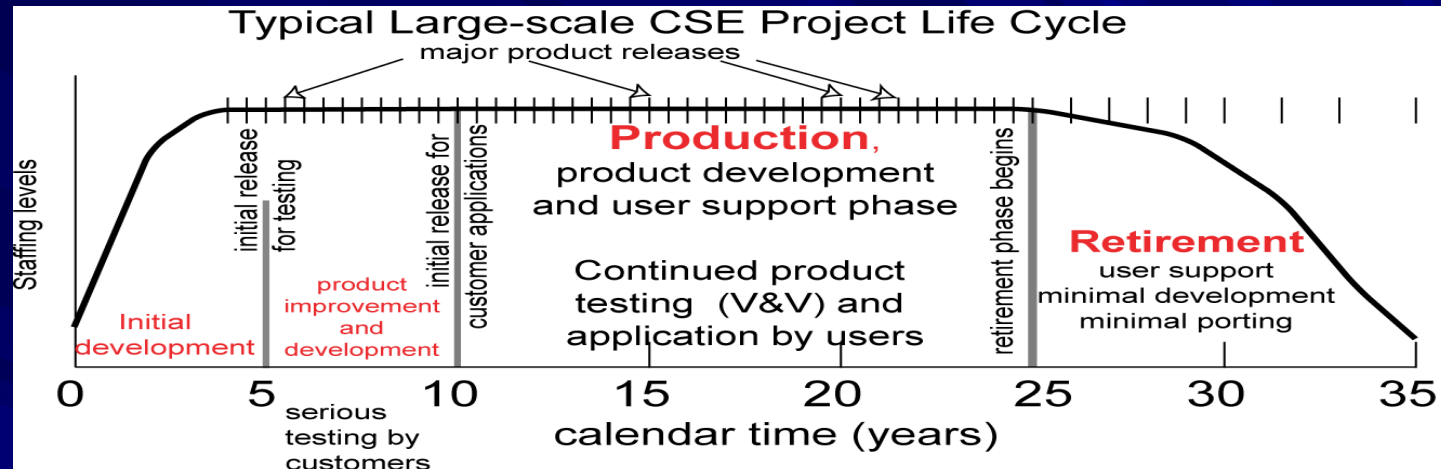 Typical Large-scale CSE Project Life Cycle
major product releases
Staffing levels
initial release
for testing
initial release for
customer applications
Production,
product development
and user support phase
Continued product
testing (V&V) and
application by users
retirement phase begins
Retirement
user support
minimal development
minimal porting
Initial
development
product
improvement
and
development
0 5 10 15 20 25 30 35
serious
testing by
customers
calendar time (years)